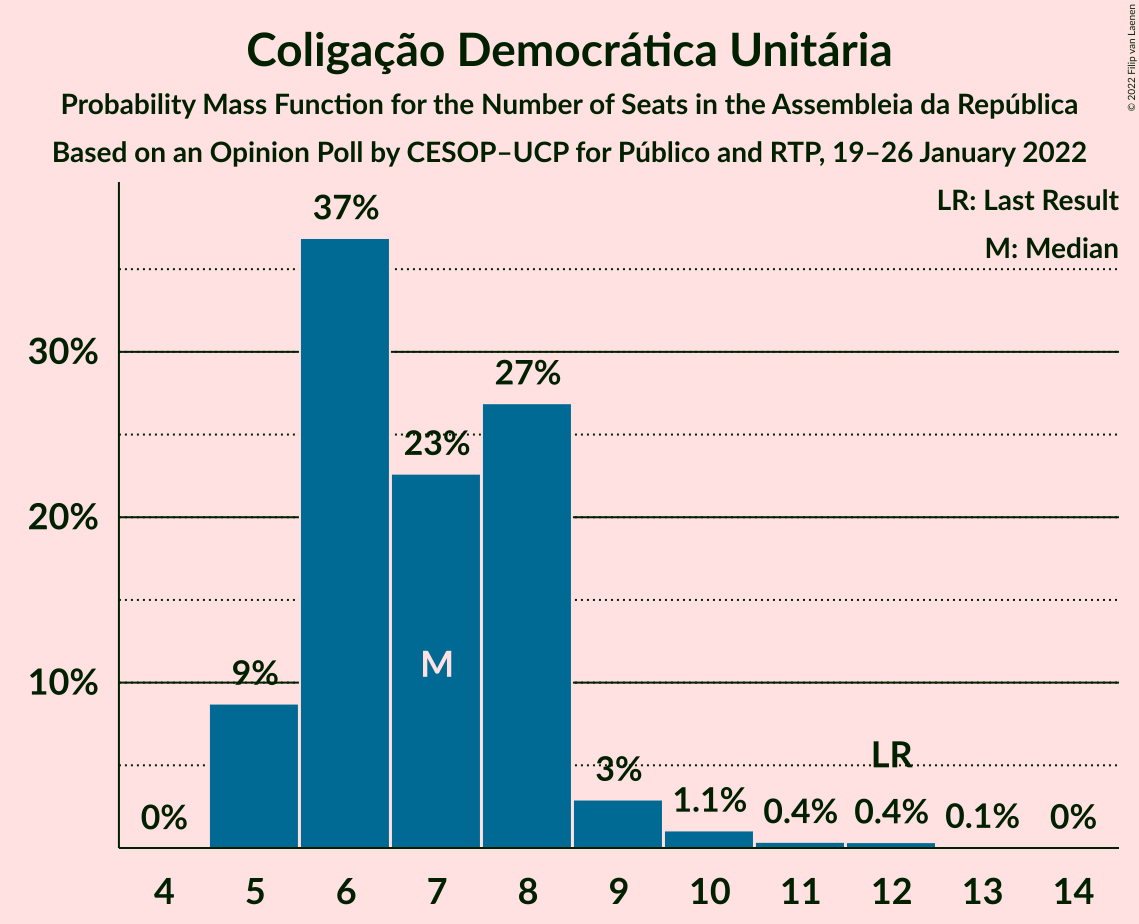 Coligação Democrática Unitária
Probability Mass Function for the Number of Seats in the Assembleia da República
Based on an Opinion Poll by CESOP–UCP for Público and RTP, 19–26 January 2022
© 2022 Filip van Laenen
LR: Last Result
M: Median
37%
30%
27%
23%
20%
M
9%
10%
LR
3%
0%
1.1%
0.4%
0.4%
0.1%
0%
4 5 6 7 8 9 10 11 12 13 14